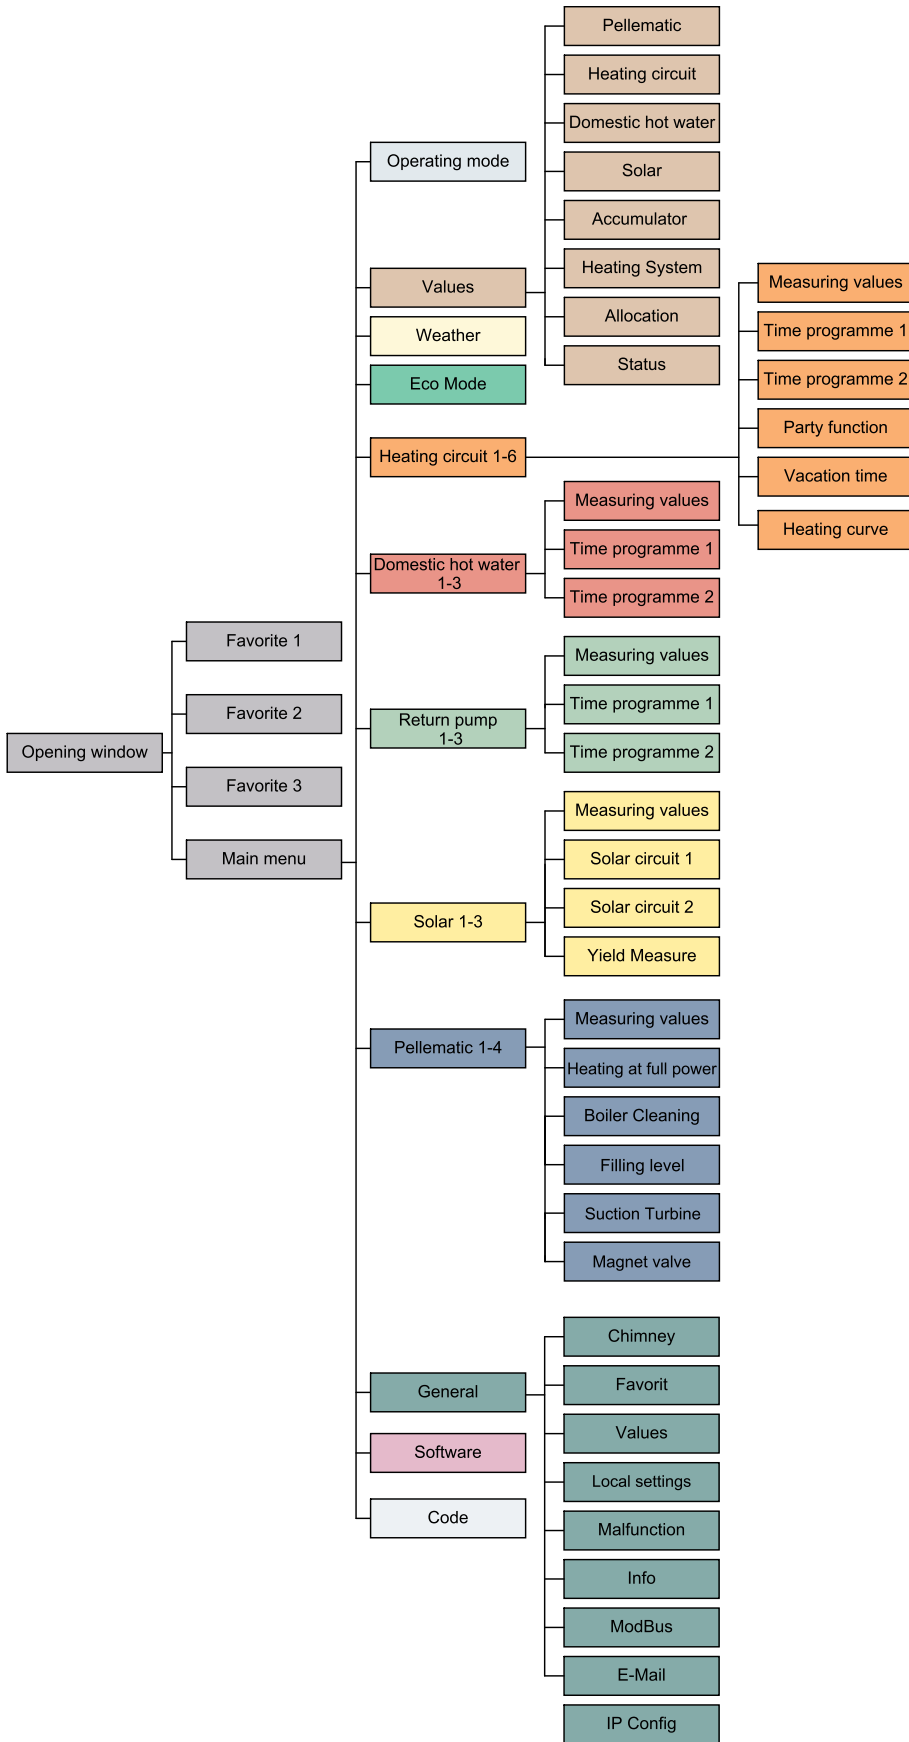 Opening window
Favorite 1
Favorite 2
Favorite 3
Main menu
Operating mode
Values
Weather
Eco Mode
Heating circuit 1-6
Domestic hot water
1-3
Return pump
1-3
Solar 1-3
Pellematic 1-4
General
Software
Code
Pellematic
Heating circuit
Domestic hot water
Solar
Accumulator
Heating System
Allocation
Status
Measuring values
Time programme 1
Time programme 2
Party function
Vacation time
Heating curve
Measuring values
Time programme 1
Time programme 2
Measuring values
Time programme 1
Time programme 2
Measuring values
Solar circuit 1
Solar circuit 2
Yield Measure
Measuring values
Heating at full power
Boiler Cleaning
Filling level
Suction Turbine
Magnet valve
Chimney
Favorit
Values
Local settings
Malfunction
Info
ModBus
E-Mail
IP Config